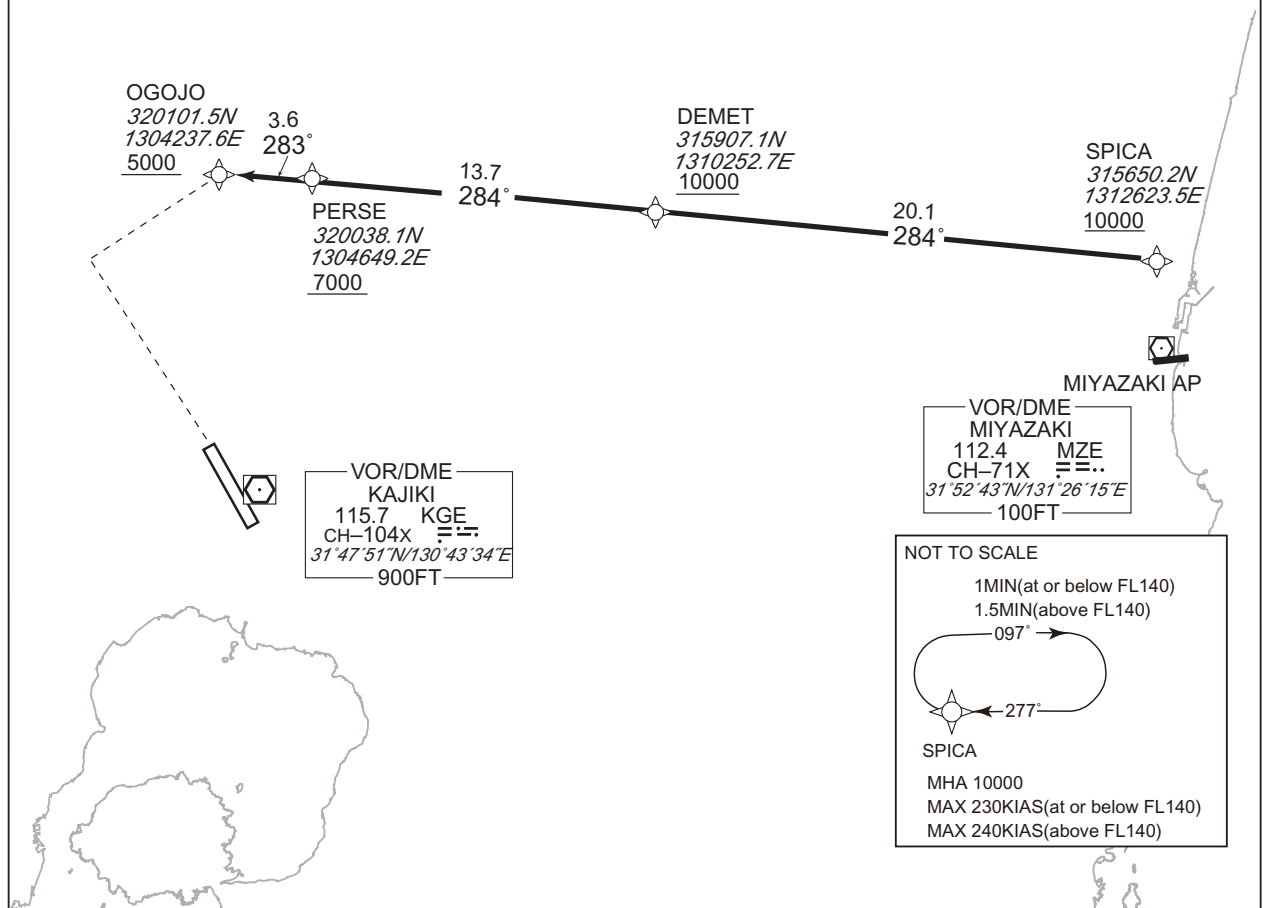 OGOJO
320101.5N
1304237.6E
5000
3.6
283°
PERSE
320038.1N
1304649.2E
7000
13.7
284°
DEMET
315907.1N
1310252.7E
10000
20.1
284°
SPICA
315650.2N
1312623.5E
10000
MIYAZAKI AP
VOR/DME
MIYAZAKI
112.4 MZE
CH–71X
31°52´43˝N/131°26´15˝E
100FT
VOR/DME
KAJIKI
115.7 KGE
CH–104X
31°47´51˝N/130°43´34˝E
900FT
NOT TO SCALE
1MIN(at or below FL140)
1.5MIN(above FL140)
097°
277°
SPICA
MHA 10000
MAX 230KIAS(at or below FL140)
MAX 240KIAS(above FL140)